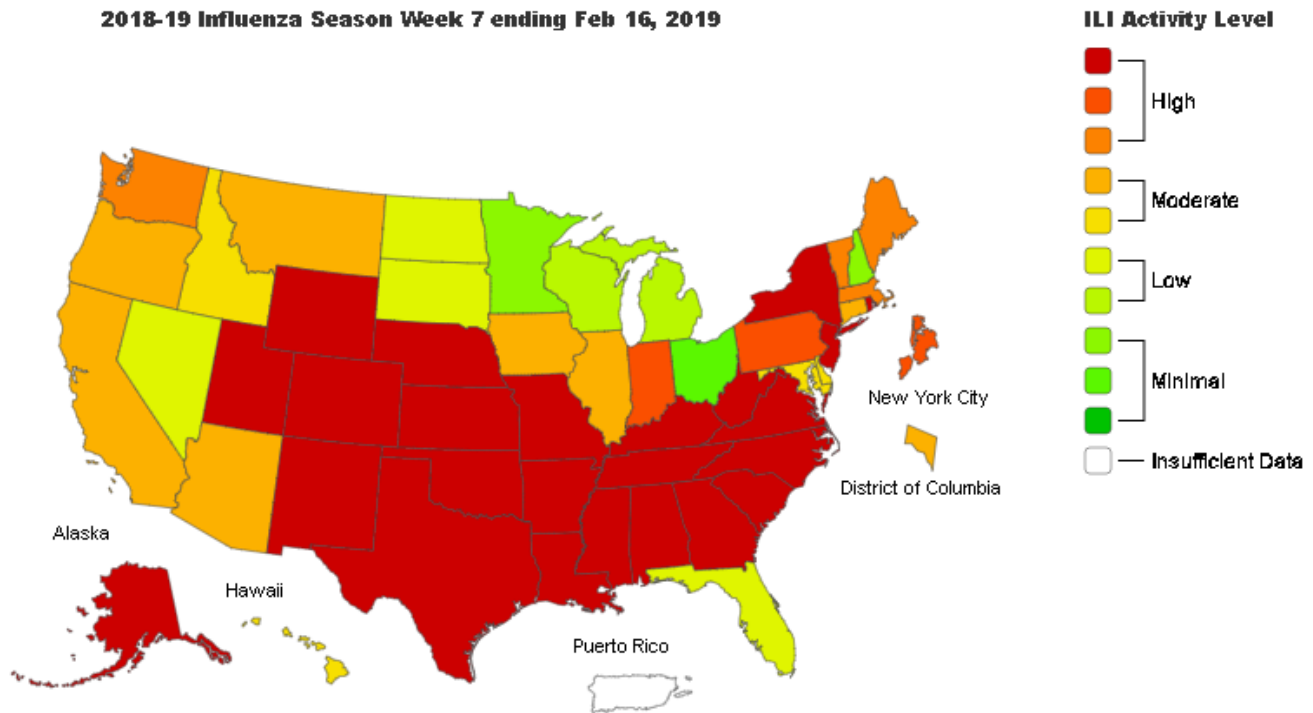 2018-19 Influenza Season Week 7 ending Feb 16, 2019
ILI Activity Level
High
Moderate
Low
Minimal
Insufficient Data
New York City
District of Columbia
Alaska
Hawaii
Puerto Rico